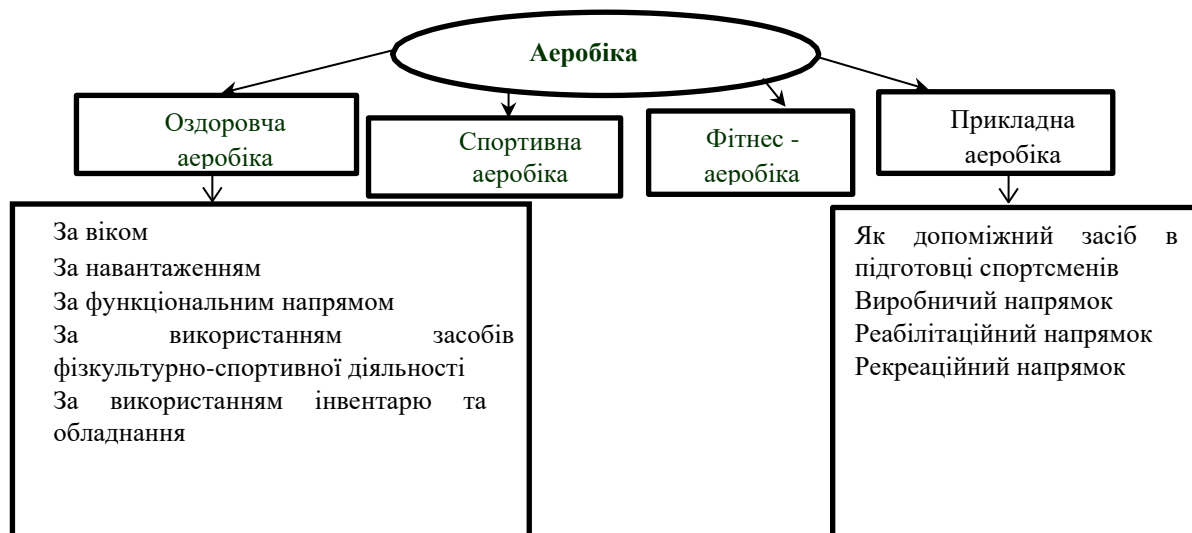 Аеробіка
Оздоровча
аеробіка
Спортивна
аеробіка
Фітнес -
аеробіка
Прикладна
аеробіка
За віком
За навантаженням
За функціональним напрямом
За використанням засобів
фізкультурно-спортивної діяльності
За використанням інвентарю та
обладнання
Як допоміжний засіб в
підготовці спортсменів
Виробничий напрямок
Реабілітаційний напрямок
Рекреаційний напрямок